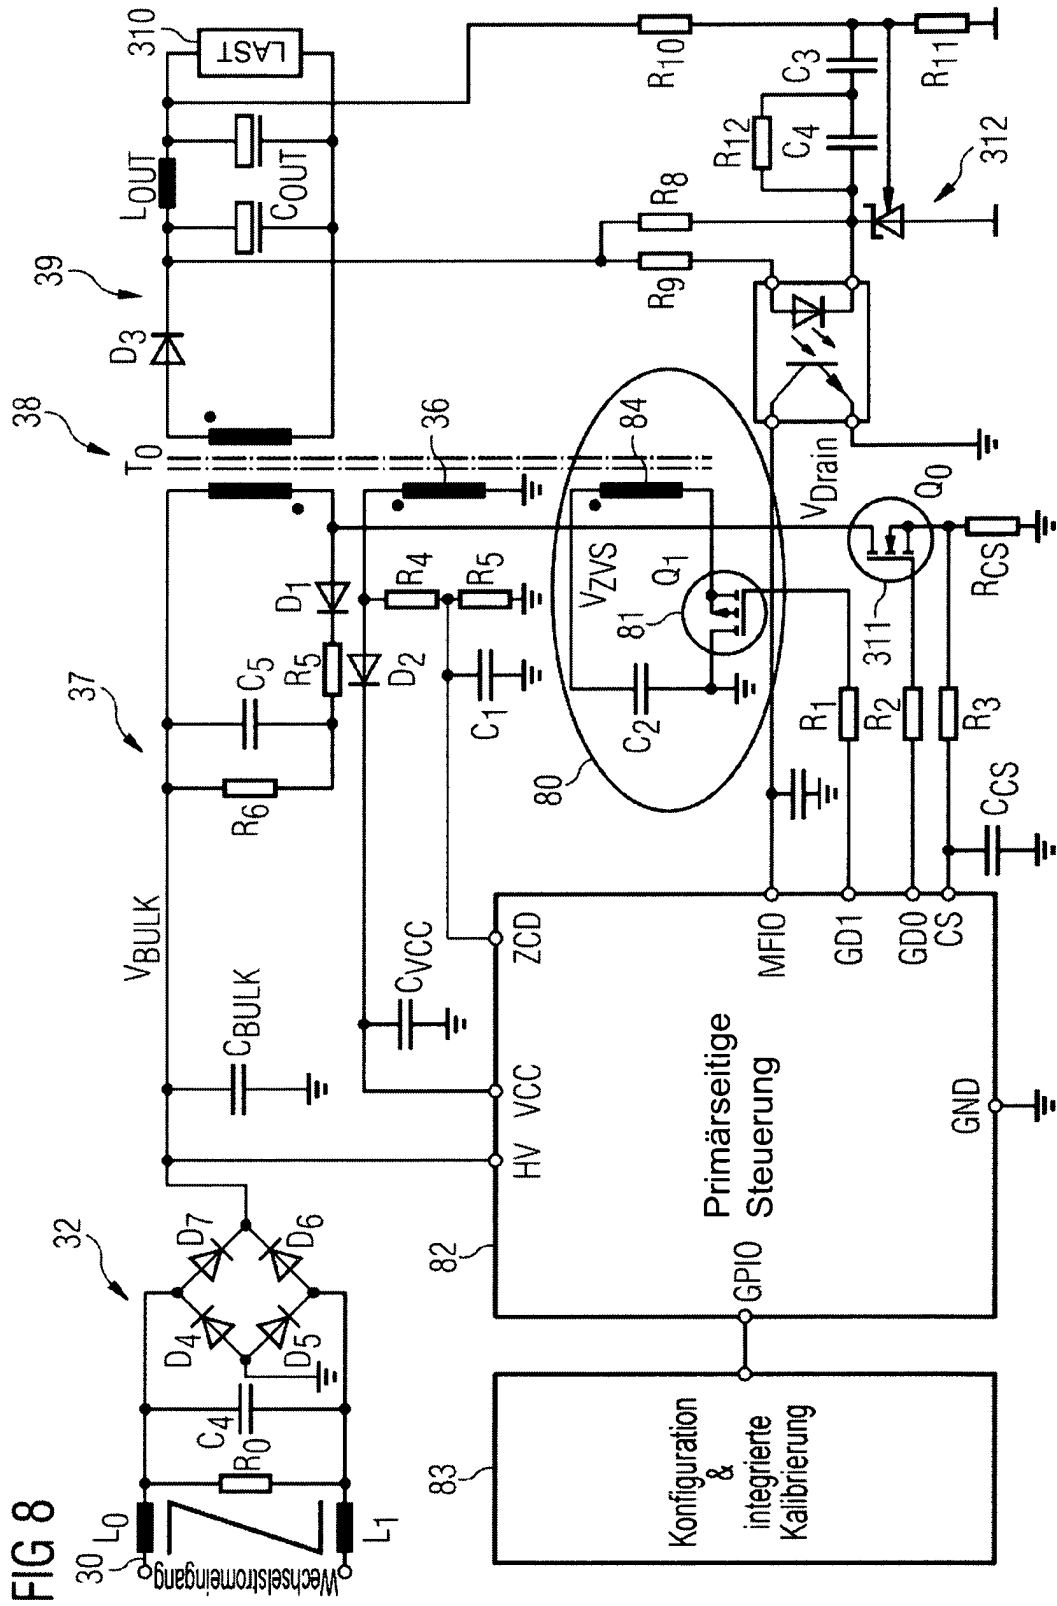 FIG 8
30
L0
Wechselstromeingang
L1
R0
C4
32
D4
D7
D5
D6
VBULK
CBULK
37
R6
C5
R5
D1
38
T0
39
D3
LOUT
COUT
310
LAST
CVCC
D2
R4
R5
C1
36
80
C2
VZVS
81
Q1
84
VDrain
Q0
311
RCS
R1
R2
R3
CCS
R9
R8
R10
R12
C4
C3
R11
312
82
HV
VCC
ZCD
MFIO
GD1
GD0
CS
GND
GPIO
Primärseitige
Steuerung
83
Konfiguration
&
integrierte
Kalibrierung